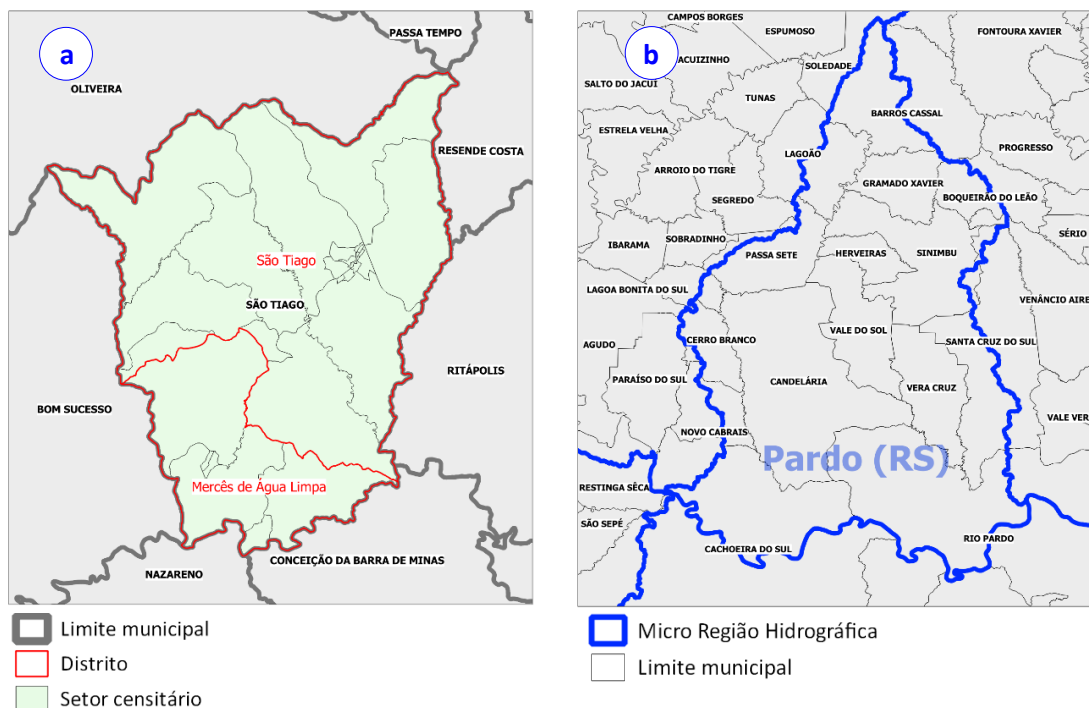 a
PASSA TEMPO
OLIVEIRA
RESENDE COSTA
São Tiago
SÃO TIAGO
RITÁPOLIS
BOM SUCESSO
Mercês de Água Limpa
CONCEIÇÃO DA BARRA DE MINAS
NAZARENO
Limite municipal
Distrito
Setor censitário
b
CAMPOS BORGES
ESPUMOSO
FONTOURA XAVIER
ACUIZINHO
SOLEDADE
SALTO DO JACUÍ
TUNAS
BARROS CASSAL
ESTRELA VELHA
PROGRESSO
LAGOÃO
ARROIO DO TIGRE
GRAMADO XAVIER
BOQUEIRÃO DO LEÃO
SEGREDO
SÉRIO
IBARAMA
SOBRADINHO
PASSA SETE
HERVEIRAS
SINIMBU
LAGOA BONITA DO SUL
VENÂNCIO AIRE
AGUDO
CERRO BRANCO
VALE DO SOL
SANTA CRUZ DO SUL
PARAÍSO DO SUL
CANDELÁRIA
VERA CRUZ
VALE VER
NOVO CABRAIS
Pardo (RS)
RESTINGA SÊCA
SÃO SEPÉ
RIO PARDO
CACHOEIRA DO SUL
Micro Região Hidrográfica
Limite municipal